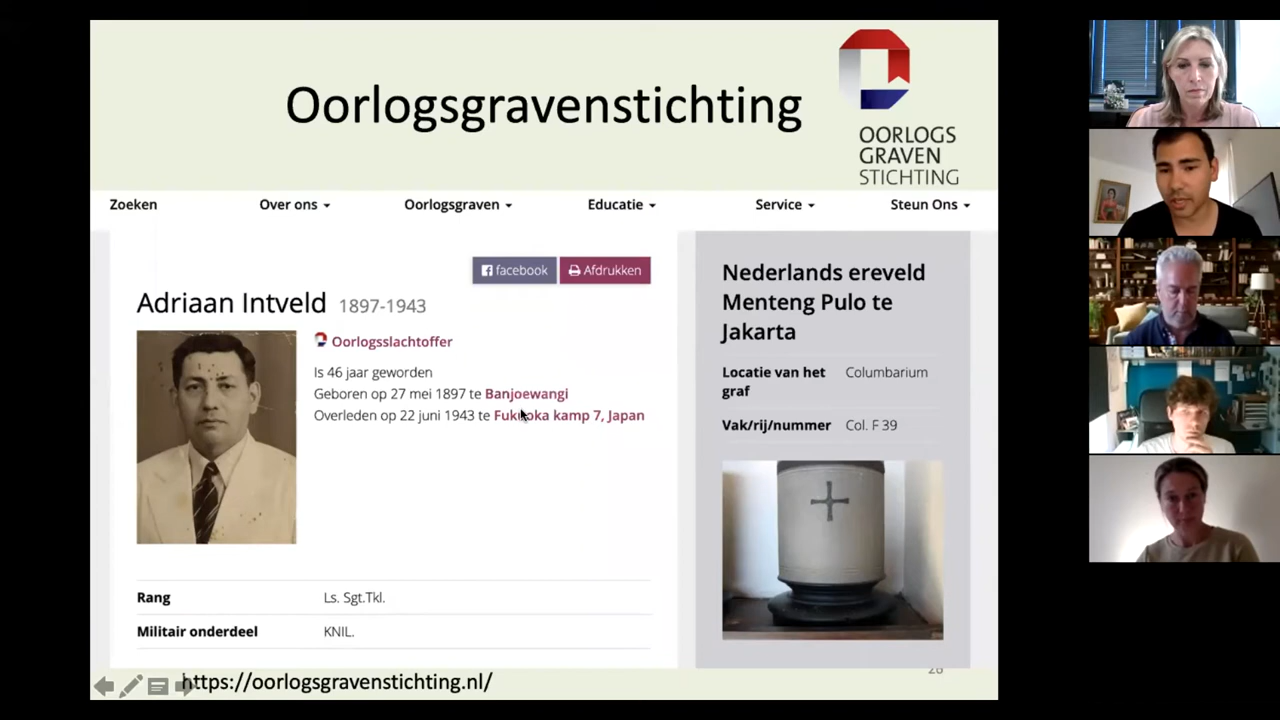 Oorlogsgravenstichting
OORLOGS
GRAVEN
STICHTING
Zoeken Over ons Oorlogsgraven Educatie Service Steun Ons
facebook Afdrukken
Adriaan Intveld 1897-1943
Oorlogsslachtoffer
Is 46 jaar geworden
Geboren op 27 mei 1897 te Banjoewangi
Overleden op 22 juni 1943 te Fukuoka kamp 7, Japan
Rang Ls. Sgt.Tkl.
Militair onderdeel KNIL.
Nederlands ereveld
Menteng Pulo te
Jakarta
Locatie van het Columbarium
graf
Vak/rij/nummer Col. F 39
https://oorlogsgravenstichting.nl/